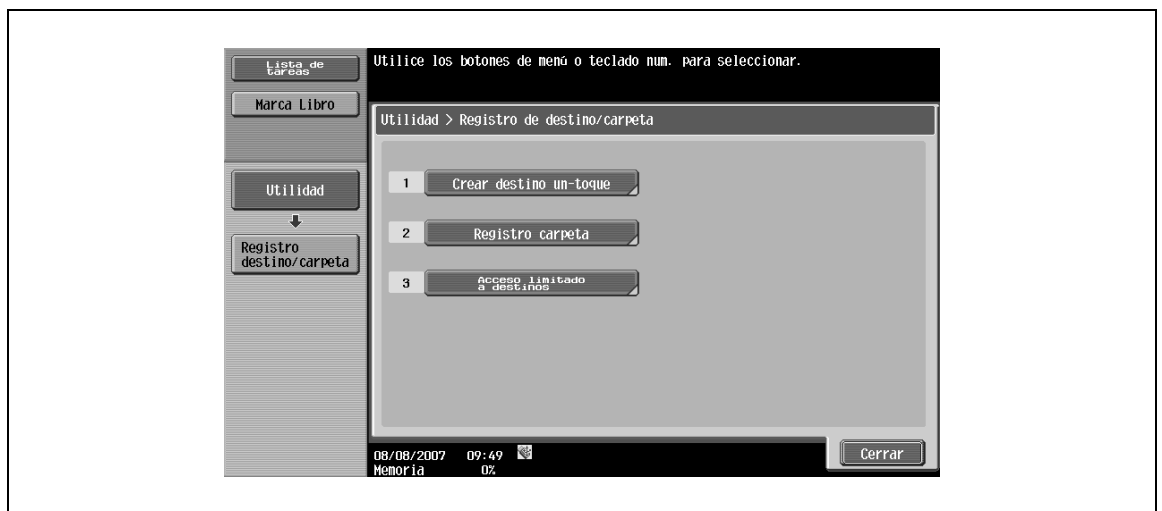 Lista de
tareas
Utilice los botones de menú o teclado num. para seleccionar.
Marca Libro
Utilidad > Registro de destino/carpeta
Utilidad
1 Crear destino un-toque
2 Registro carpeta
Registro
destino/carpeta
3 Acceso limitado
a destinos
08/08/2007 09:49
Memoria 0%
Cerrar